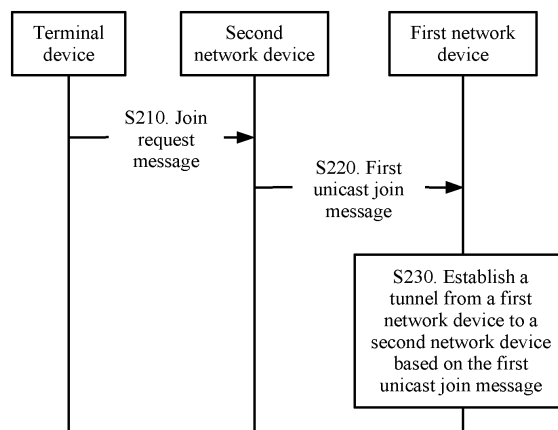 Terminal
device
Second
network device
First network
device
S210. Join
request
message
S220. First
unicast join
message
S230. Establish a
tunnel from a first
network device to a
second network device
based on the first
unicast join message